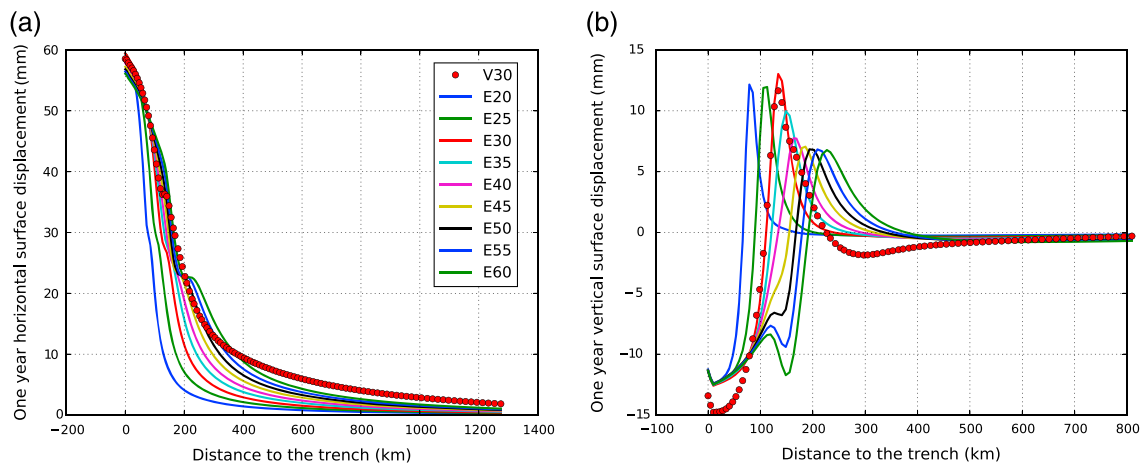 (a)
One year horizontal surface displacement (mm)
60
50
40
30
20
10
0
−200
0
200
400
600
800
1000
1200
1400
Distance to the trench (km)
V30
E20
E25
E30
E35
E40
E45
E50
E55
E60
(b)
One year vertical surface displacement (mm)
15
10
5
0
−5
−10
−15
−100
0
100
200
300
400
500
600
700
800
Distance to the trench (km)